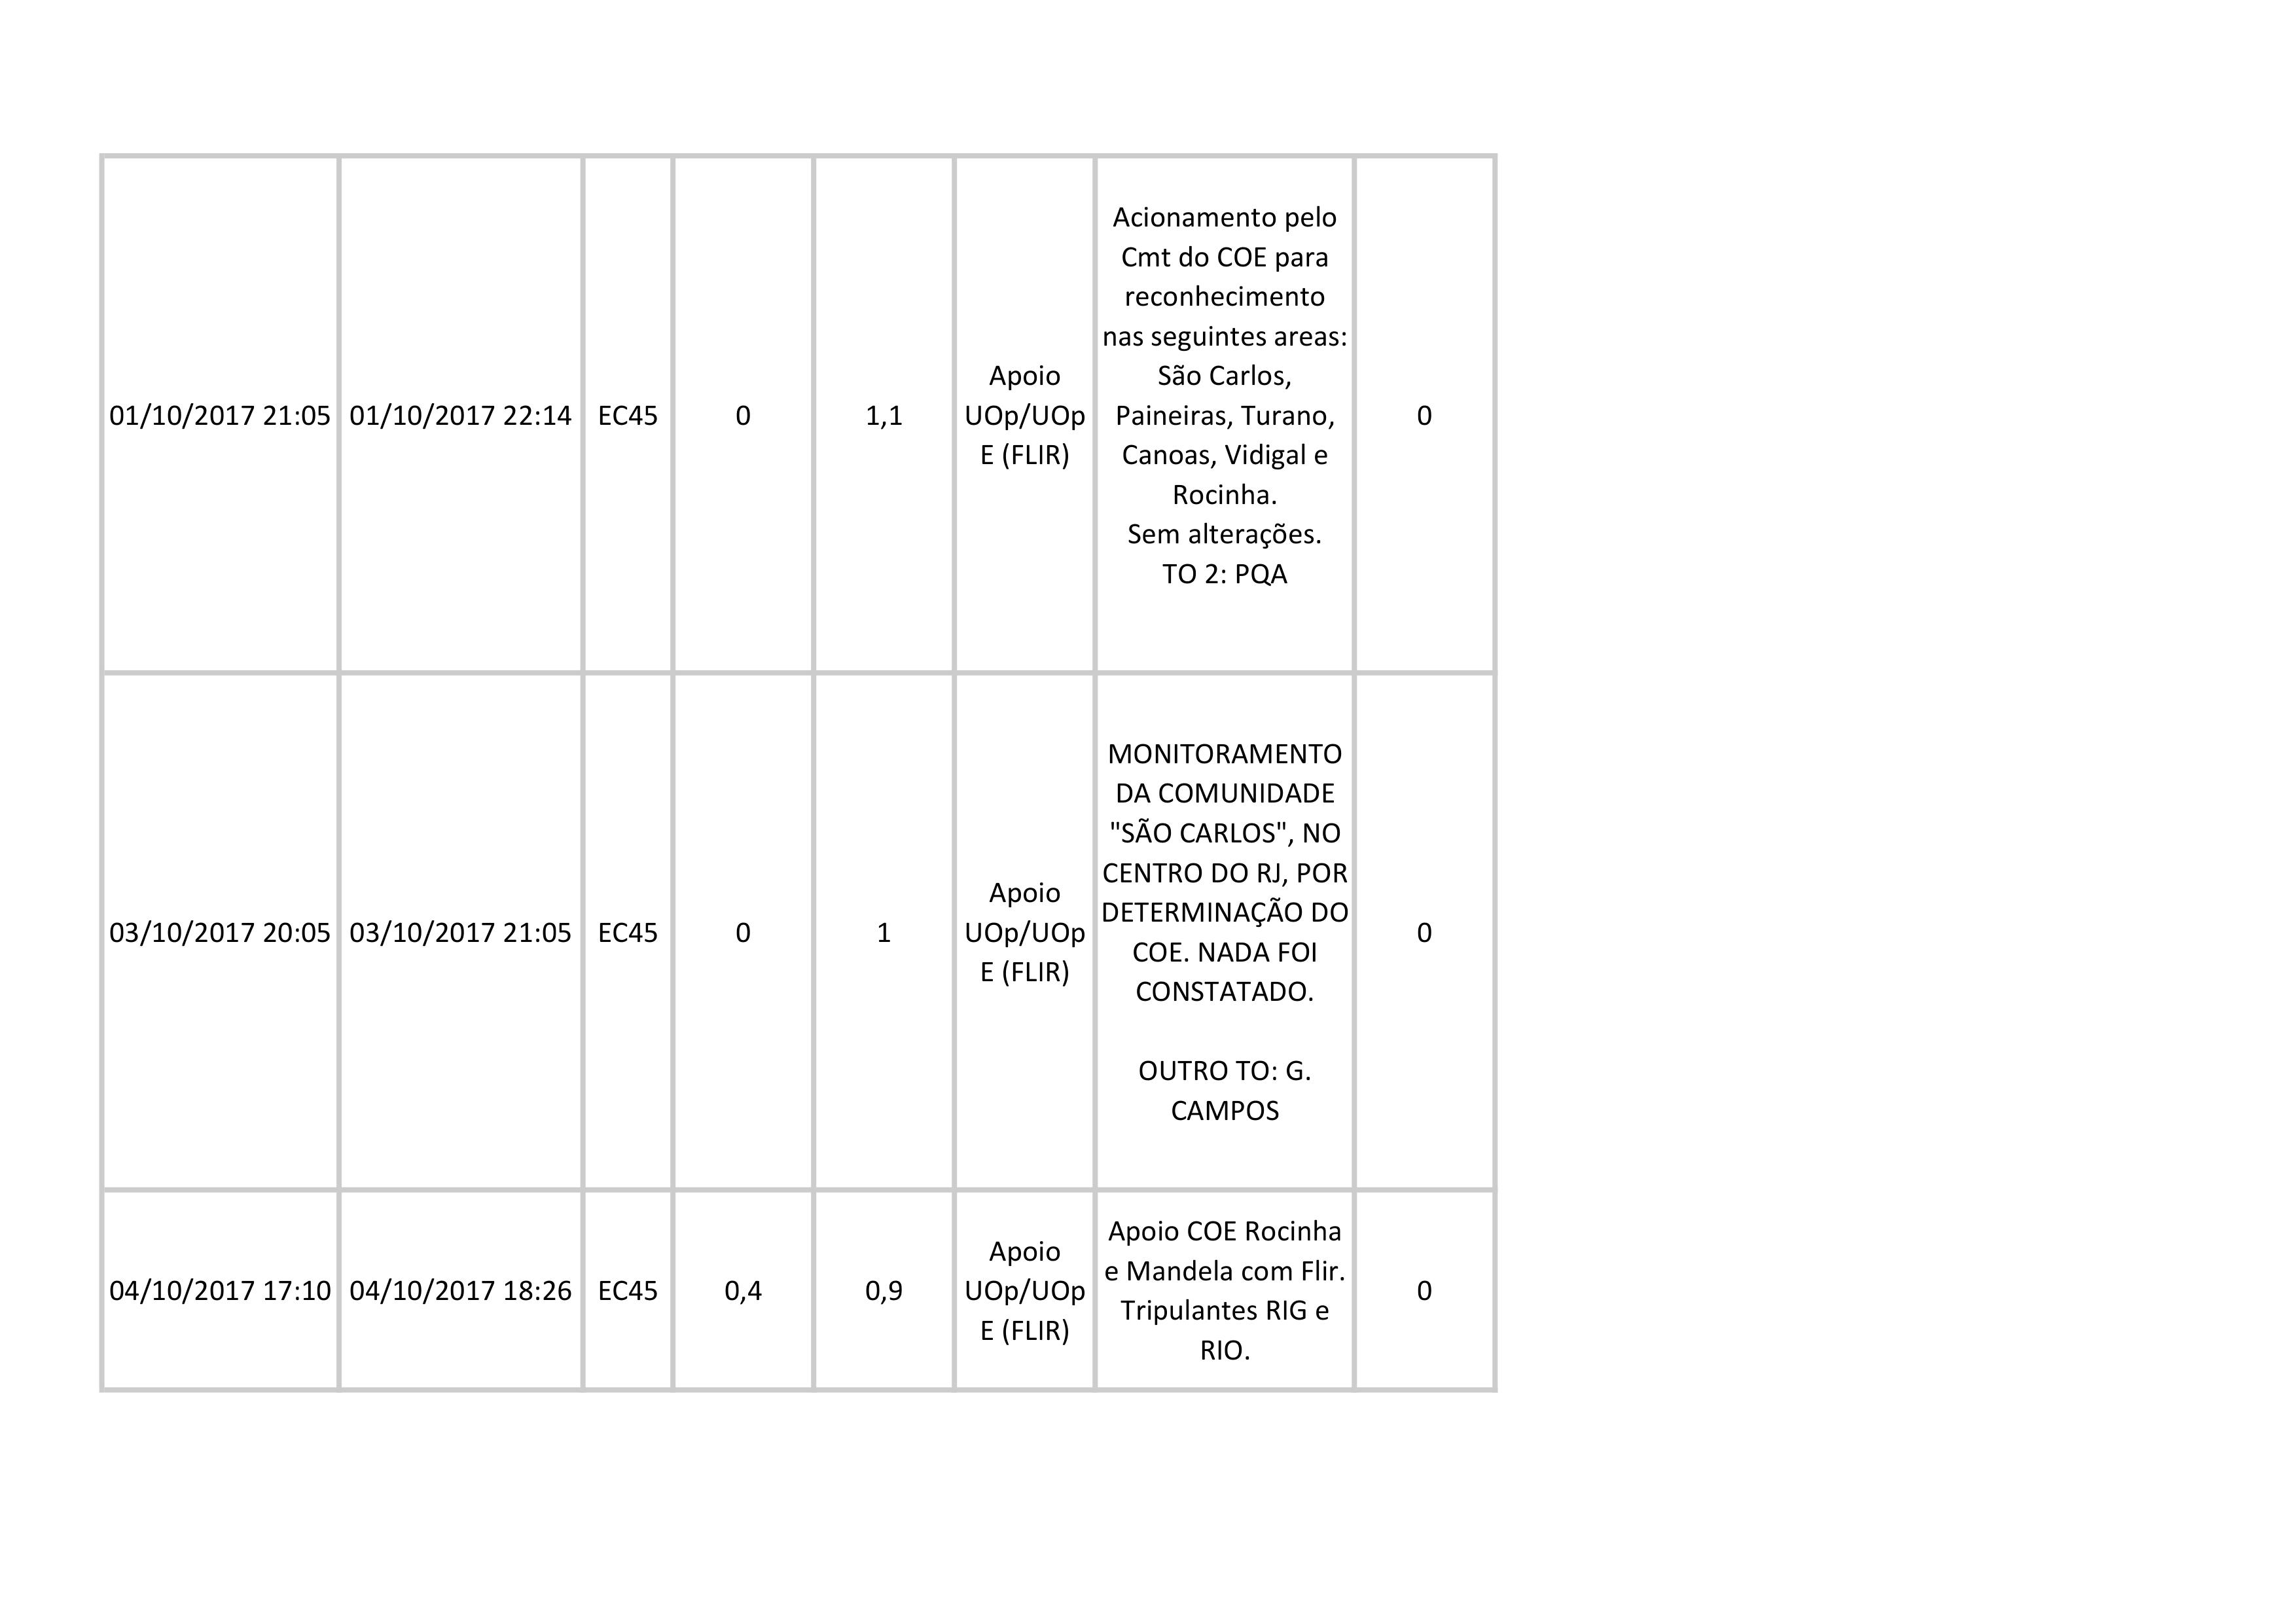 01/10/2017 21:05
01/10/2017 22:14
EC45
0
1,1
Apoio
UOp/UOp
E (FLIR)
Acionamento pelo
Cmt do COE para
reconhecimento
nas seguintes areas:
São Carlos,
Paineiras, Turano,
Canoas, Vidigal e
Rocinha.
Sem alterações.
TO 2: PQA
0
03/10/2017 20:05
03/10/2017 21:05
EC45
0
1
Apoio
UOp/UOp
E (FLIR)
MONITORAMENTO
DA COMUNIDADE
"SÃO CARLOS", NO
CENTRO DO RJ, POR
DETERMINAÇÃO DO
COE. NADA FOI
CONSTATADO.
OUTRO TO: G.
CAMPOS
0
04/10/2017 17:10
04/10/2017 18:26
EC45
0,4
0,9
Apoio
UOp/UOp
E (FLIR)
Apoio COE Rocinha
e Mandela com Flir.
Tripulantes RIG e
RIO.
0